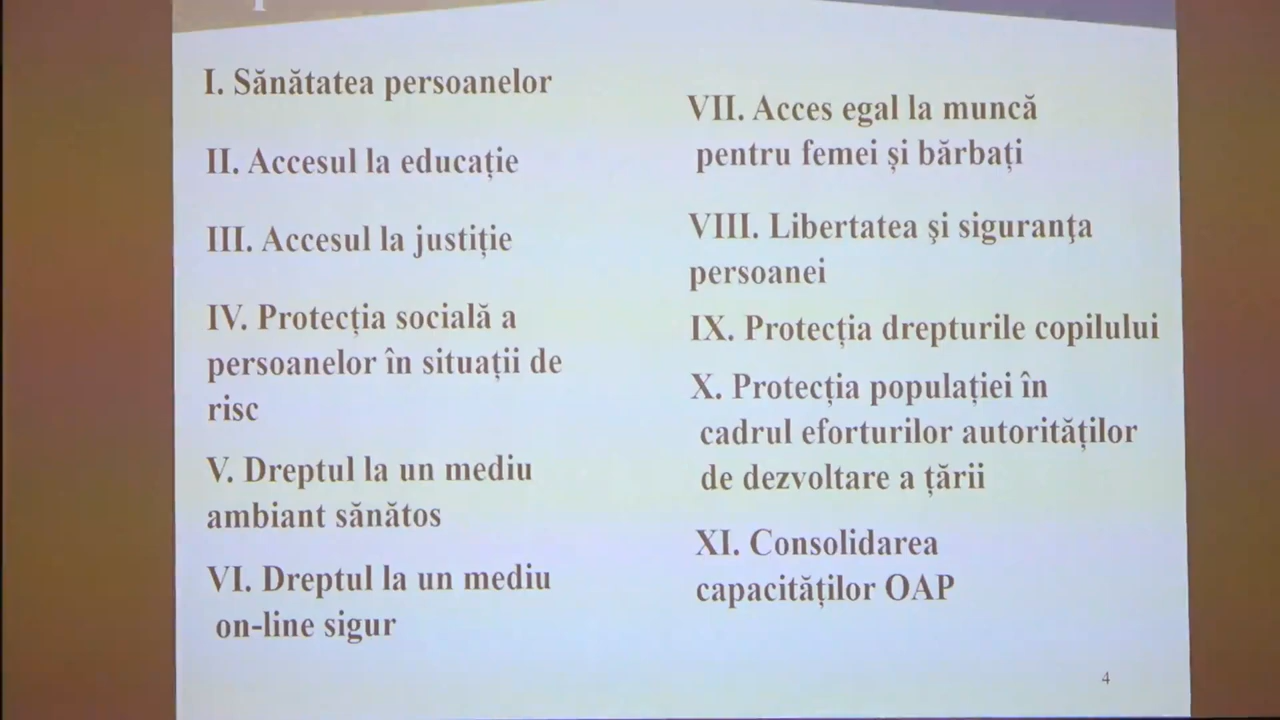 I. Sănătatea persoanelor
II. Accesul la educație
III. Accesul la justiție
IV. Protecția socială a
persoanelor în situații de
risc
V. Dreptul la un mediu
ambiant sănătos
VI. Dreptul la un mediu
on-line sigur
VII. Acces egal la muncă
pentru femei și bărbați
VIII. Libertatea şi siguranţa
persoanei
IX. Protecția drepturile copilului
X. Protecția populației în
cadrul eforturilor autorităților
de dezvoltare a țării
XI. Consolidarea
capacităților OAP
4